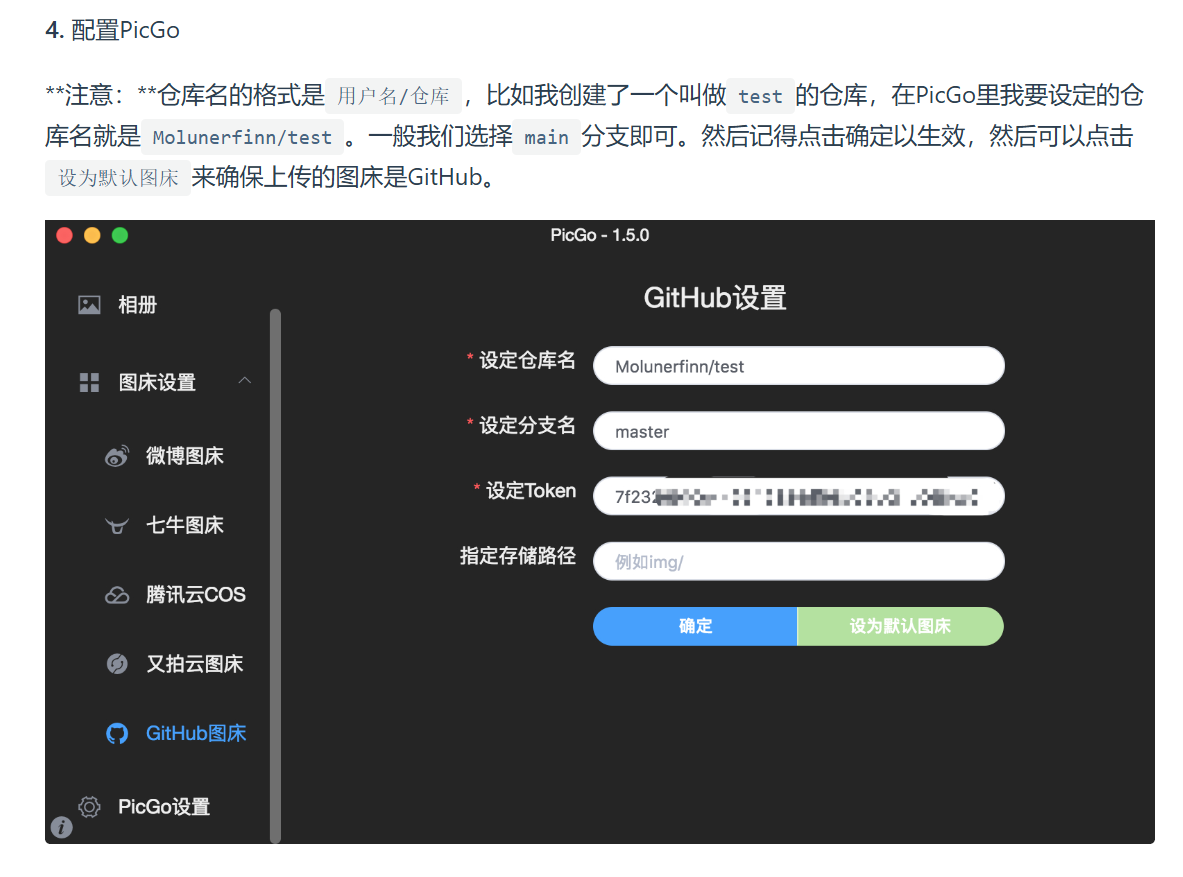 4. 配置PicGo
**注意：**仓库名的格式是 用户名/仓库 ，比如我创建了一个叫做 test 的仓库，在PicGo里我要设定的仓
库名就是 Molunerfinn/test 。一般我们选择 main 分支即可。然后记得点击确定以生效，然后可以点击
设为默认图床 来确保上传的图床是GitHub。
PicGo - 1.5.0
相册
图床设置
微博图床
七牛图床
腾讯云COS
又拍云图床
GitHub图床
PicGo设置
GitHub设置
* 设定仓库名 Molunerfinn/test
* 设定分支名 master
* 设定Token 7f232
指定存储路径 例如img/
确定 设为默认图床